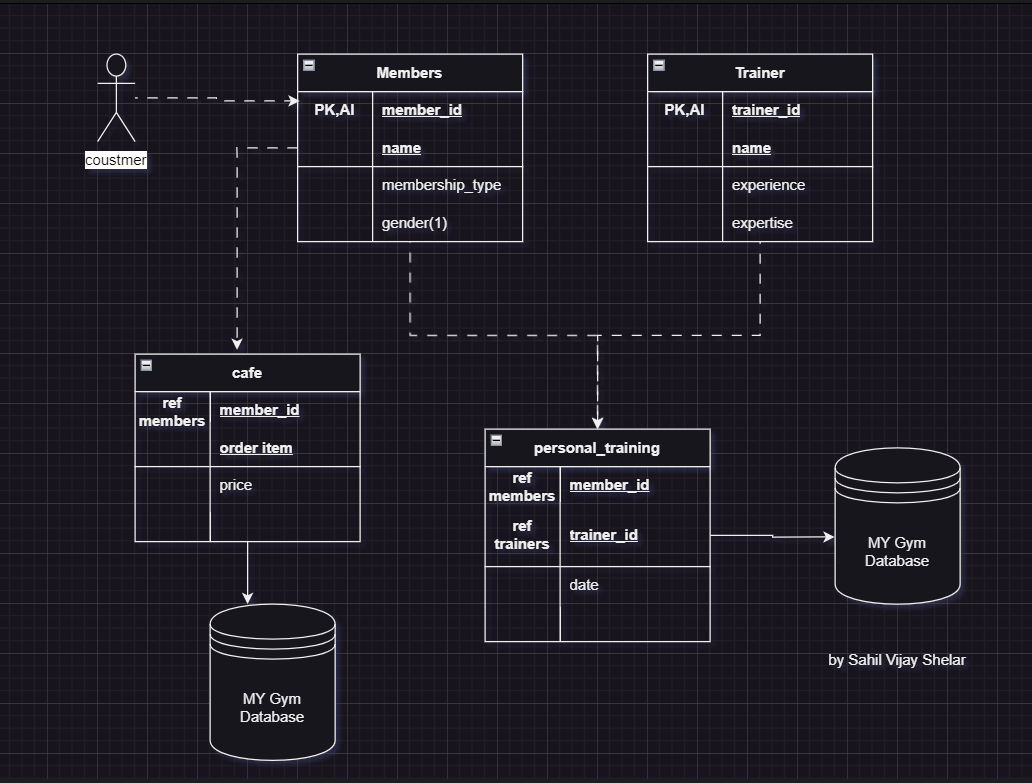 coustmer
Members
PK,AI
member_id
name
membership_type
gender(1)
Trainer
PK,AI
trainer_id
name
experience
expertise
cafe
ref
members
member_id
order item
price
personal_training
ref
members
member_id
ref
trainers
trainer_id
date
MY Gym
Database
by Sahil Vijay Shelar
MY Gym
Database